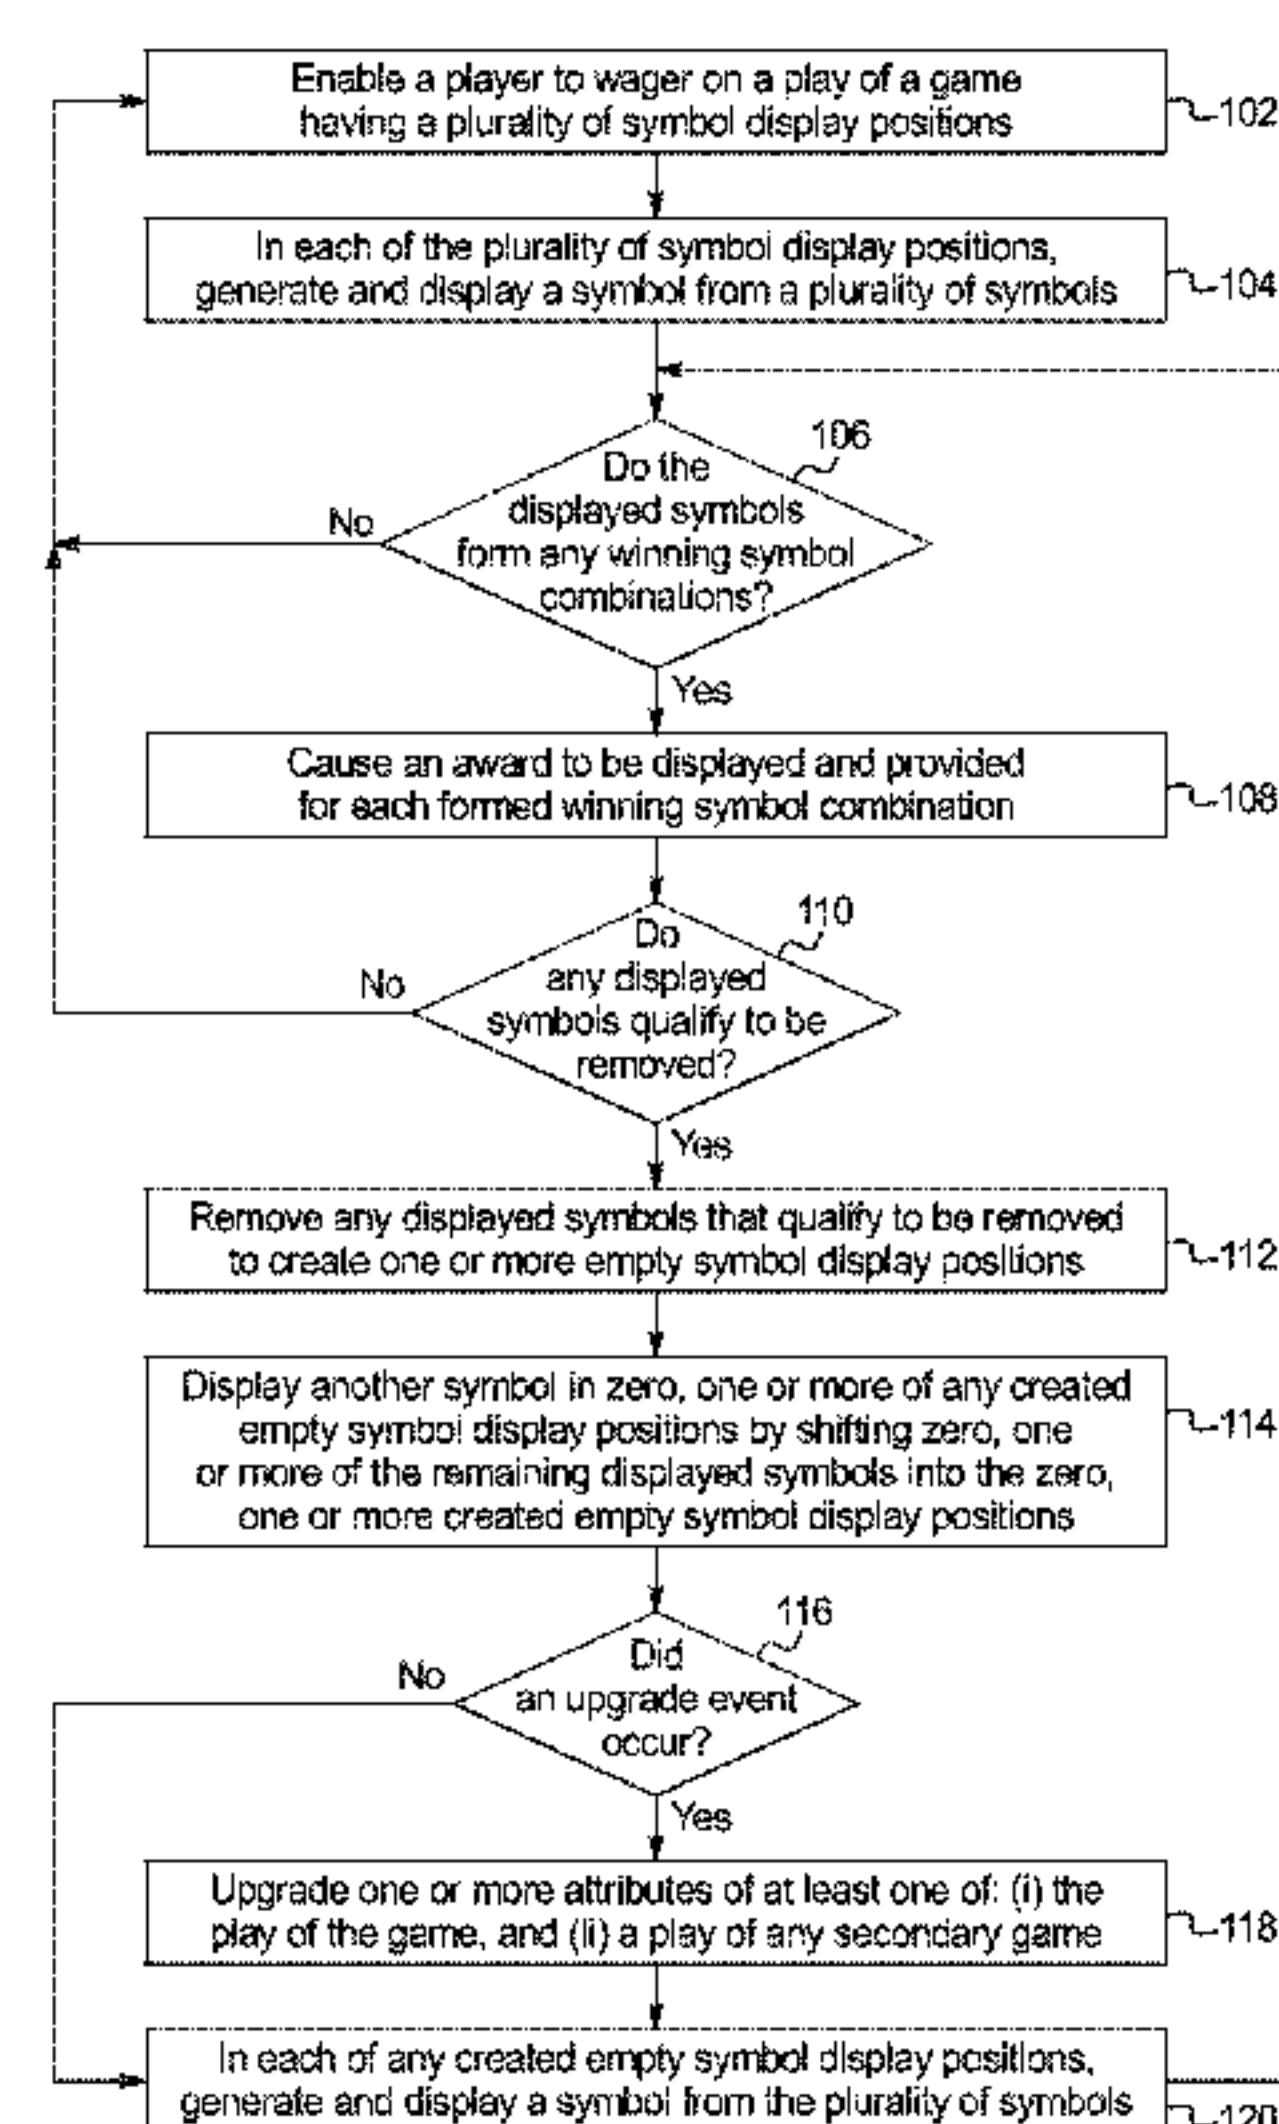 Enable a player to wager on a play of a game
having a plurality of symbol display positions
102
In each of the plurality of symbol display positions,
generate and display a symbol from a plurality of symbols
104
106
Do the
displayed symbols
form any winning symbol
combinations?
No
Yes
Cause an award to be displayed and provided
for each formed winning symbol combination
108
110
Do
any displayed
symbols qualify to be
removed?
No
Yes
Remove any displayed symbols that qualify to be removed
to create one or more empty symbol display positions
112
Display another symbol in zero, one or more of any created
empty symbol display positions by shifting zero, one
or more of the remaining displayed symbols into the zero,
one or more created empty symbol display positions
114
116
Did
an upgrade event
occur?
No
Yes
Upgrade one or more attributes of at least one of: (i) the
play of the game, and (ii) a play of any secondary game
118
In each of any created empty symbol display positions,
generate and display a symbol from the plurality of symbols
120